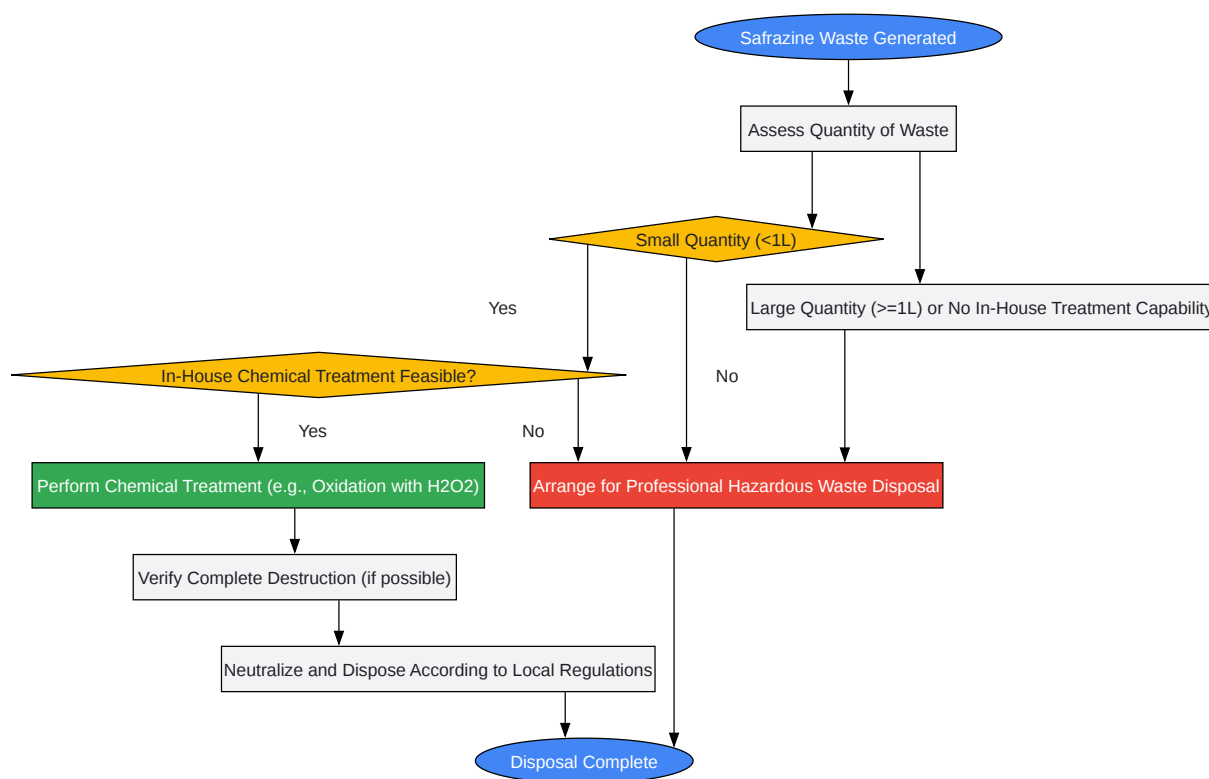 Safrazine Waste Generated
Assess Quantity of Waste
Small Quantity (<1L)
Large Quantity (>=1L) or No In-House Treatment Capability
Yes
In-House Chemical Treatment Feasible?
No
Yes
No
Perform Chemical Treatment (e.g., Oxidation with H2O2)
Arrange for Professional Hazardous Waste Disposal
Verify Complete Destruction (if possible)
Neutralize and Dispose According to Local Regulations
Disposal Complete